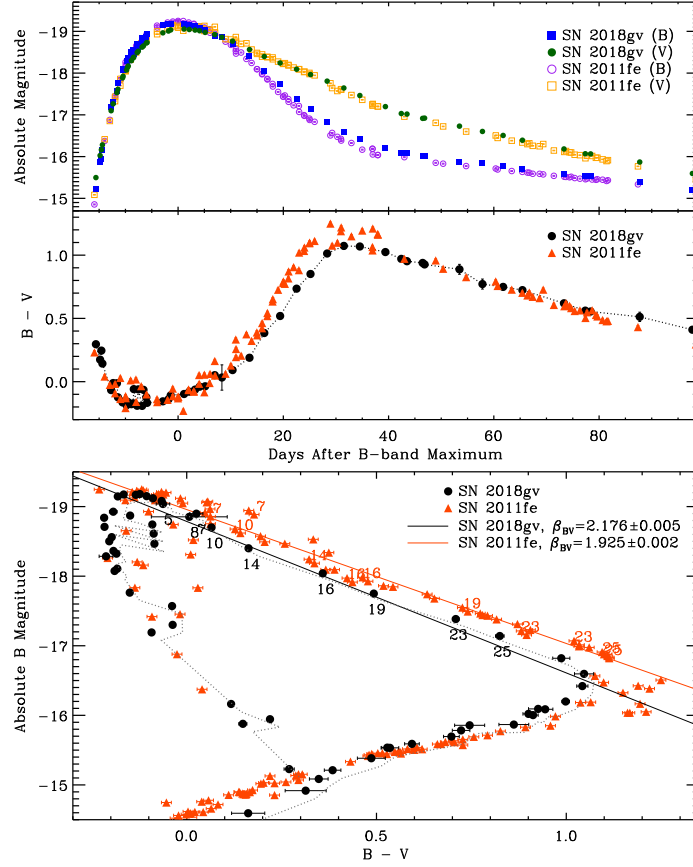 -19
-18
-17
-16
-15
Absolute Magnitude
SN 2018gv (B)
SN 2018gv (V)
SN 2011fe (B)
SN 2011fe (V)
1.0
0.5
0.0
B - V
SN 2018gv
SN 2011fe
0 20 40 60 80
Days After B-band Maximum
-19
-18
-17
-16
-15
Absolute B Magnitude
SN 2018gv
SN 2011fe
SN 2018gv, βBV=2.176±0.005
SN 2011fe, βBV=1.925±0.002
5
8
7
10
14
16
19
23
25
7
7
10
14
16
16
19
23
23
25
0.0 0.5 1.0
B - V